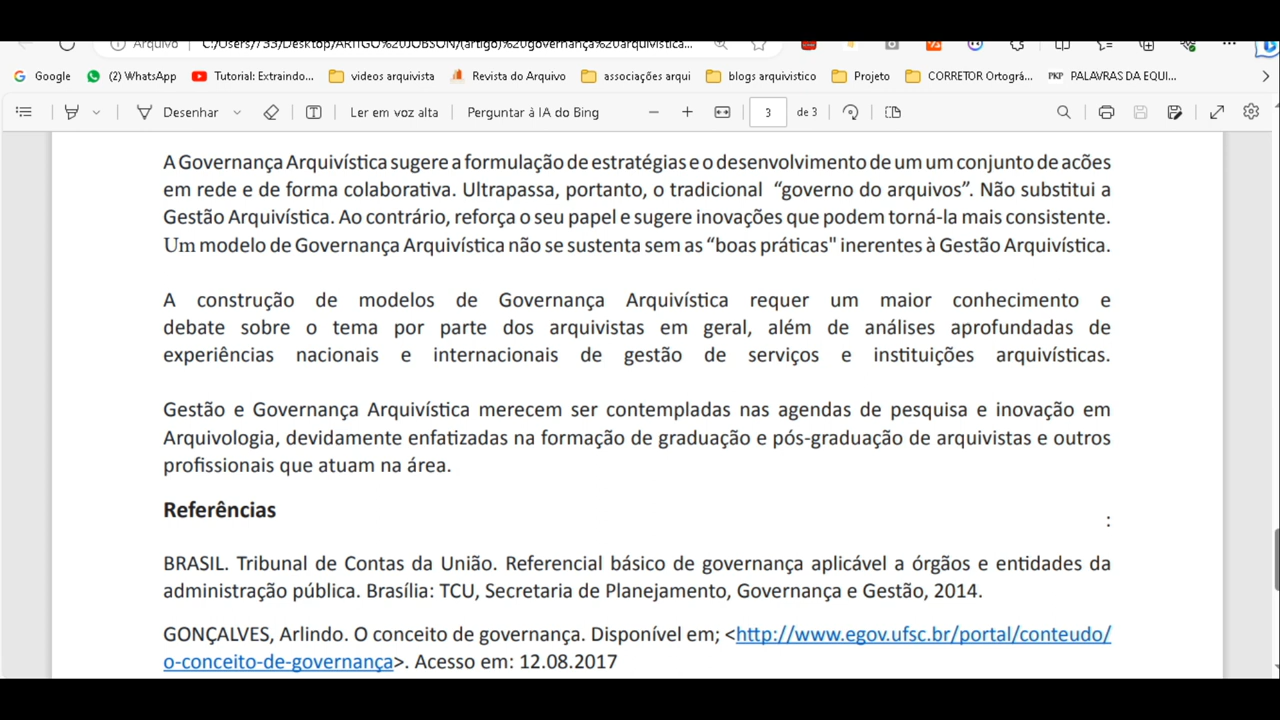 Arquivo C:/Users/733/Desktop/ARTIGO%20JOBSON/(artigo)%20governança%20arquivistica...
Google (2) WhatsApp Tutorial: Extraindo... videos arquivista Revista do Arquivo associações arqui blogs arquivistico Projeto CORRETOR Ortográ... PKP PALAVRAS DA EQUI...
Desenhar Ler em voz alta Perguntar à IA do Bing 3 de 3
A Governança Arquivística sugere a formulação de estratégias e o desenvolvimento de um um conjunto de acões
em rede e de forma colaborativa. Ultrapassa, portanto, o tradicional “governo do arquivos”. Não substitui a
Gestão Arquivística. Ao contrário, reforça o seu papel e sugere inovações que podem torná-la mais consistente.
Um modelo de Governança Arquivística não se sustenta sem as “boas práticas" inerentes à Gestão Arquivística.
A construção de modelos de Governança Arquivística requer um maior conhecimento e
debate sobre o tema por parte dos arquivistas em geral, além de análises aprofundadas de
experiências nacionais e internacionais de gestão de serviços e instituições arquivísticas.
Gestão e Governança Arquivística merecem ser contempladas nas agendas de pesquisa e inovação em
Arquivologia, devidamente enfatizadas na formação de graduação e pós-graduação de arquivistas e outros
profissionais que atuam na área.
Referências
:
BRASIL. Tribunal de Contas da União. Referencial básico de governança aplicável a órgãos e entidades da
administração pública. Brasília: TCU, Secretaria de Planejamento, Governança e Gestão, 2014.
GONÇALVES, Arlindo. O conceito de governança. Disponível em; <http://www.egov.ufsc.br/portal/conteudo/
o-conceito-de-governança>. Acesso em: 12.08.2017